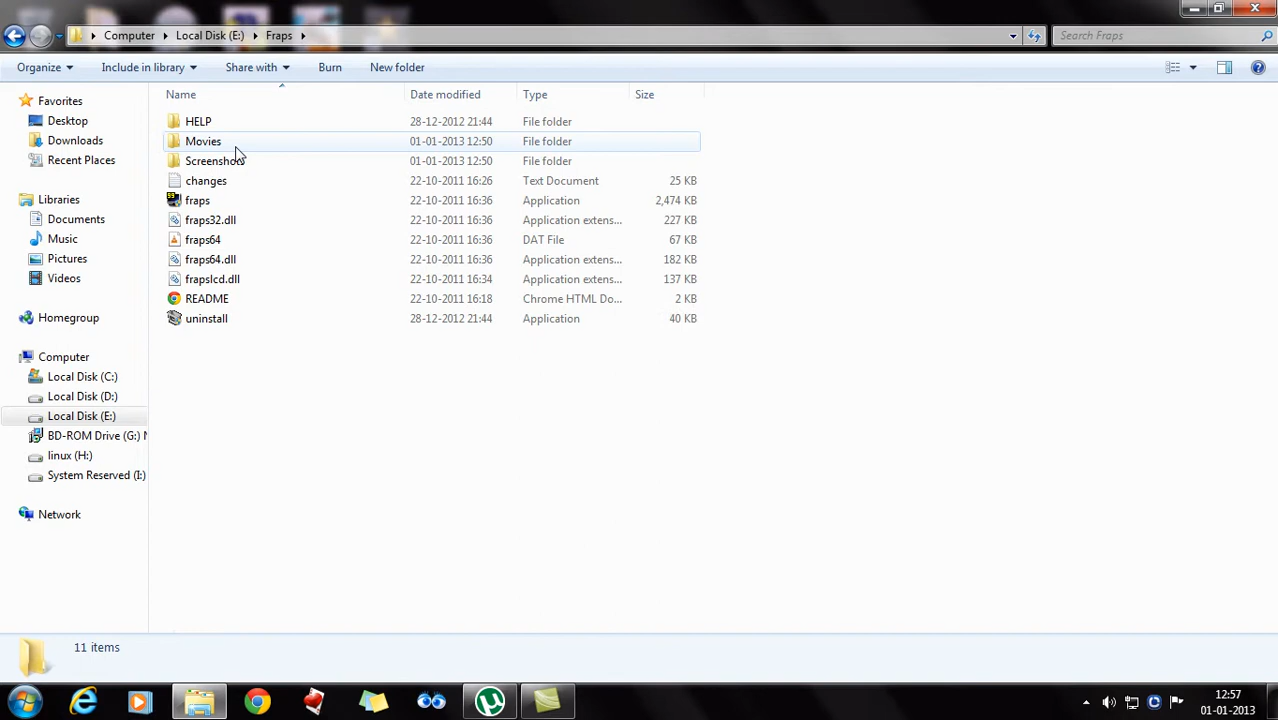 Computer Local Disk (E:) Fraps Search Fraps
Organize Include in library Share with Burn New folder
Name Date modified Type Size
Favorites
Desktop
Downloads
Recent Places
Libraries
Documents
Music
Pictures
Videos
Homegroup
Computer
Local Disk (C:)
Local Disk (D:)
Local Disk (E:)
BD-ROM Drive (G:)
linux (H:)
System Reserved (I:)
Network
HELP 28-12-2012 21:44 File folder
Movies 01-01-2013 12:50 File folder
Screenshots 01-01-2013 12:50 File folder
changes 22-10-2011 16:26 Text Document 25 KB
fraps 22-10-2011 16:36 Application 2,474 KB
fraps32.dll 22-10-2011 16:36 Application extens... 227 KB
fraps64 22-10-2011 16:36 DAT File 67 KB
fraps64.dll 22-10-2011 16:36 Application extens... 182 KB
frapslcd.dll 22-10-2011 16:34 Application extens... 137 KB
README 22-10-2011 16:18 Chrome HTML Do... 2 KB
uninstall 28-12-2012 21:44 Application 40 KB
11 items
12:57
01-01-2013